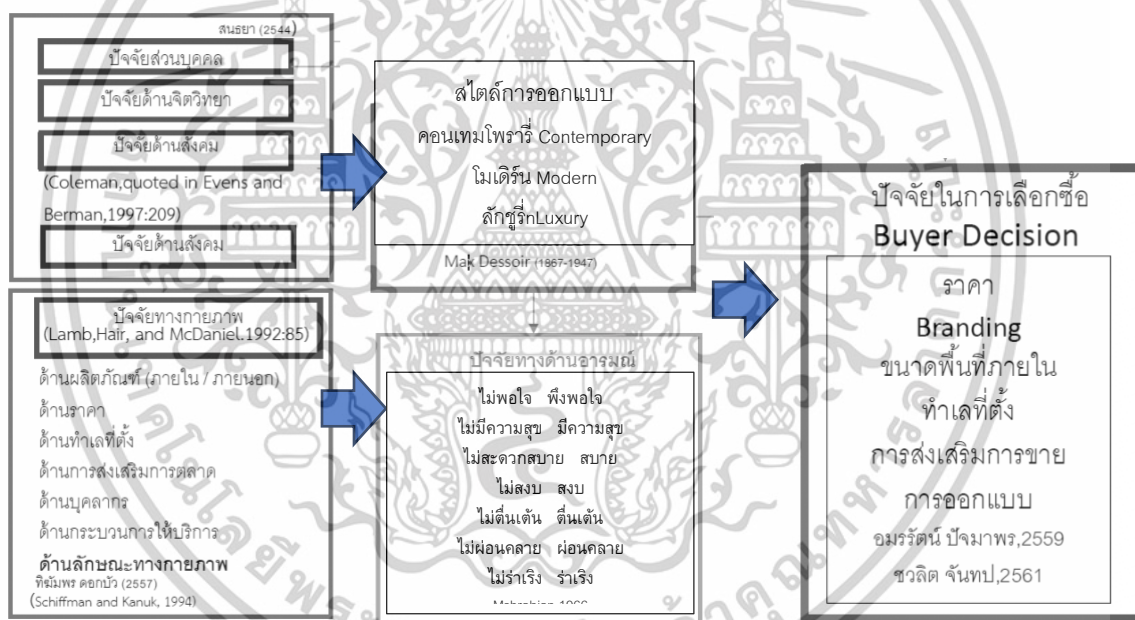 สนธยา (2544)
ปัจจัยส่วนบุคคล
ปัจจัยด้านจิตวิทยา
ปัจจัยด้านสังคม
(Coleman,quoted in Evens and
Berman,1997:209)
ปัจจัยด้านสังคม
ปัจจัยทางกายภาพ
(Lamb,Hair, and McDaniel.1992:85)
ด้านผลิตภัณฑ์ (ภายใน / ภายนอก)
ด้านราคา
ด้านทำเลที่ตั้ง
ด้านการส่งเสริมการตลาด
ด้านบุคลากร
ด้านกระบวนการให้บริการ
ด้านลักษณะทางกายภาพ
ทิฆัมพร ดอกบัว (2557)
(Schiffman and Kanuk, 1994)
สไตล์การออกแบบ
คอนเทมโพรารี่ Contemporary
โมเดิร์น Modern
ลักชูรี่nLuxury
Max Dessoir (1867-1947)
ปัจจัยทางด้านอารมณ์
ไม่พอใจ พึงพอใจ
ไม่มีความสุข มีความสุข
ไม่สะดวกสบาย สบาย
ไม่สงบ สงบ
ไม่ตื่นเต้น ตื่นเต้น
ไม่ผ่อนคลาย ผ่อนคลาย
ไม่ร่าเริง ร่าเริง
ปัจจัยในการเลือกซื้อ
Buyer Decision
ราคา
Branding
ขนาดพื้นที่ภายใน
ทำเลที่ตั้ง
การส่งเสริมการขาย
การออกแบบ
อมรรัตน์ ปัจมาพร,2559
ชวลิต จันทป,2561